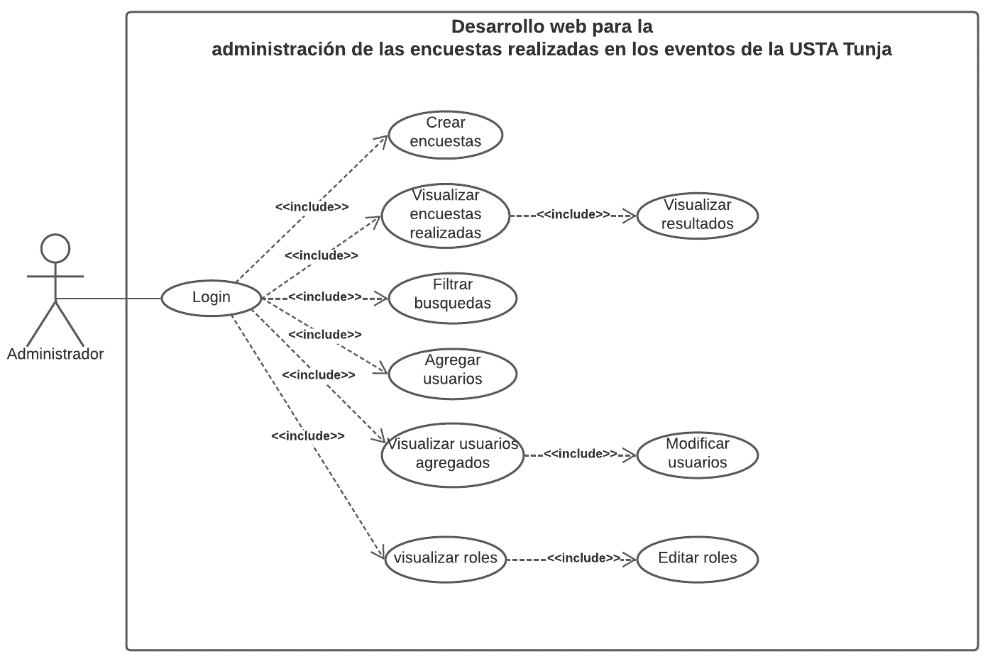 Desarrollo web para la
administración de las encuestas realizadas en los eventos de la USTA Tunja
Crear
encuestas
<<include>>
Visualizar
encuestas
realizadas
<<include>>
Visualizar
resultados
<<include>>
Login
<<include>>
Filtrar
busquedas
<<include>>
Administrador
Agregar
usuarios
<<include>>
Visualizar usuarios
agregados
<<include>>
Modificar
usuarios
<<include>>
visualizar roles
<<include>>
Editar roles